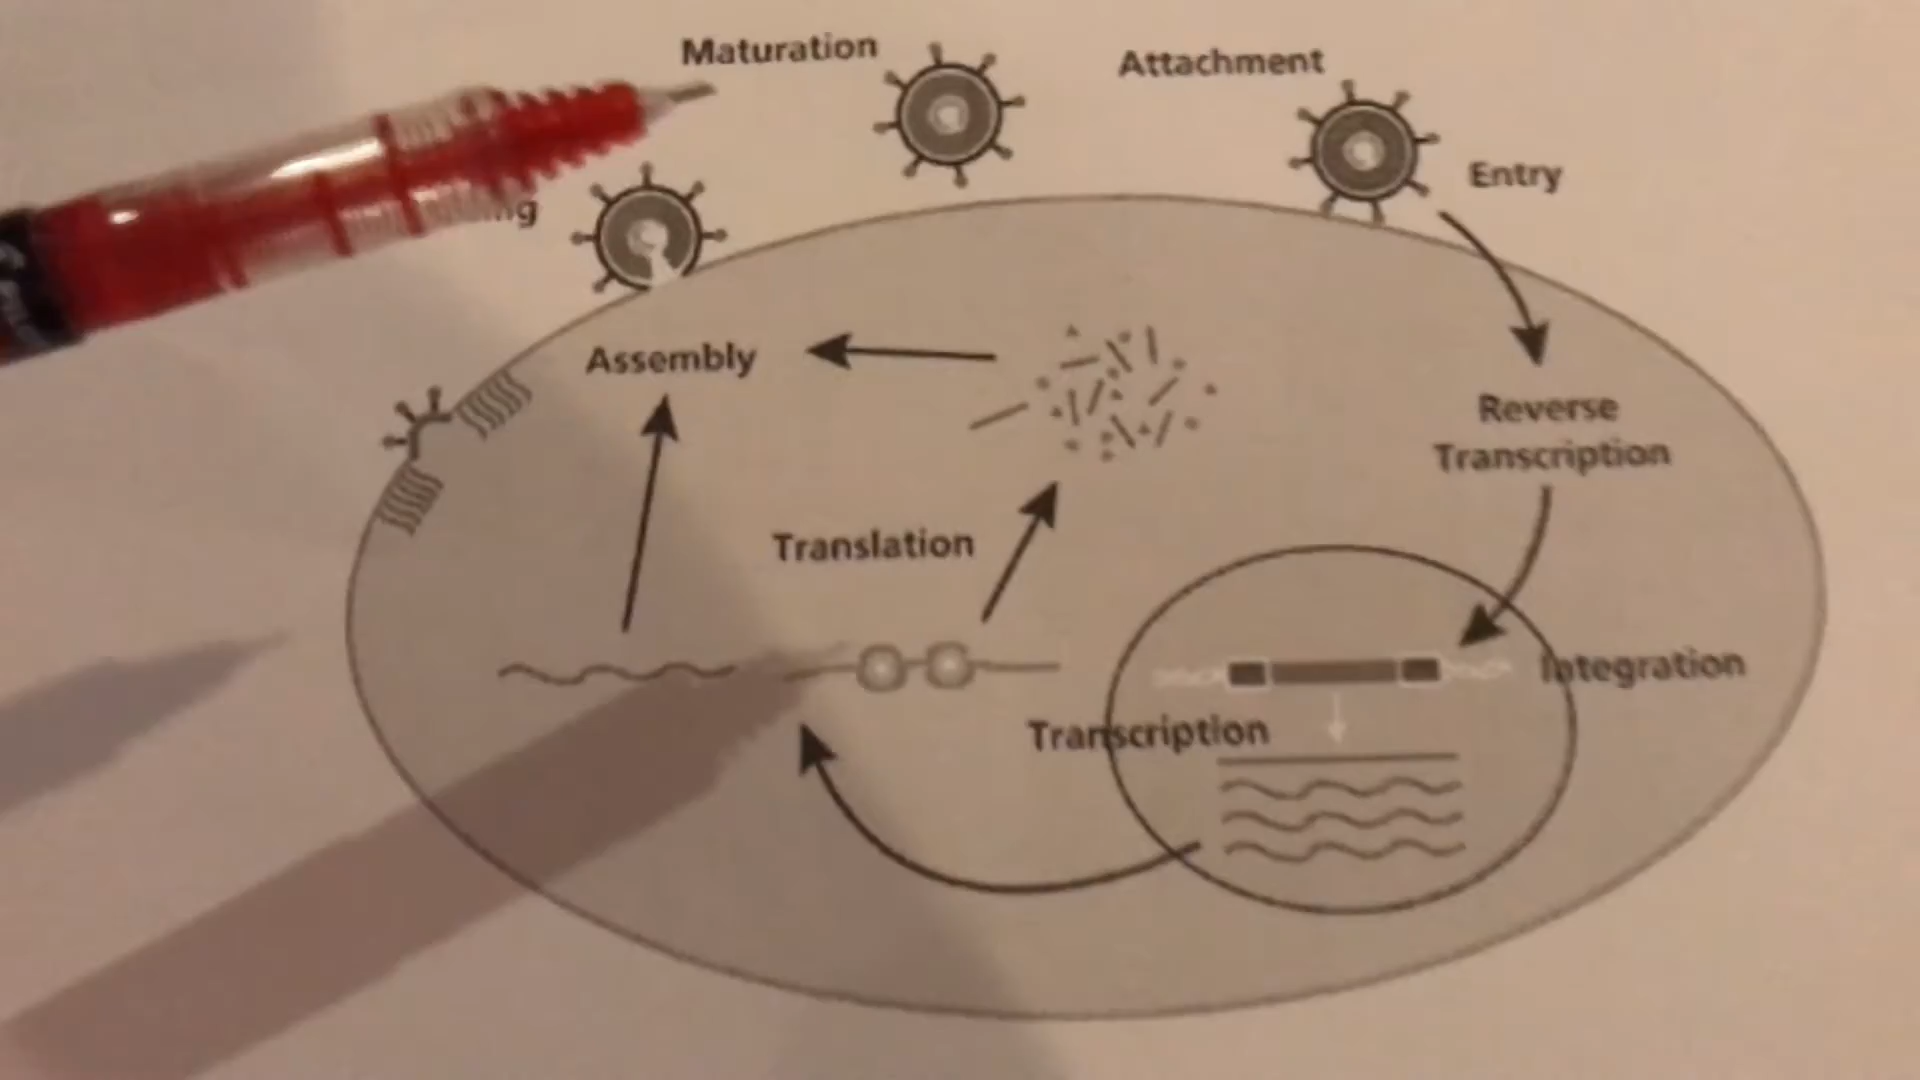 Maturation
Attachment
Entry
Assembly
Reverse
Transcription
Translation
Integration
Transcription